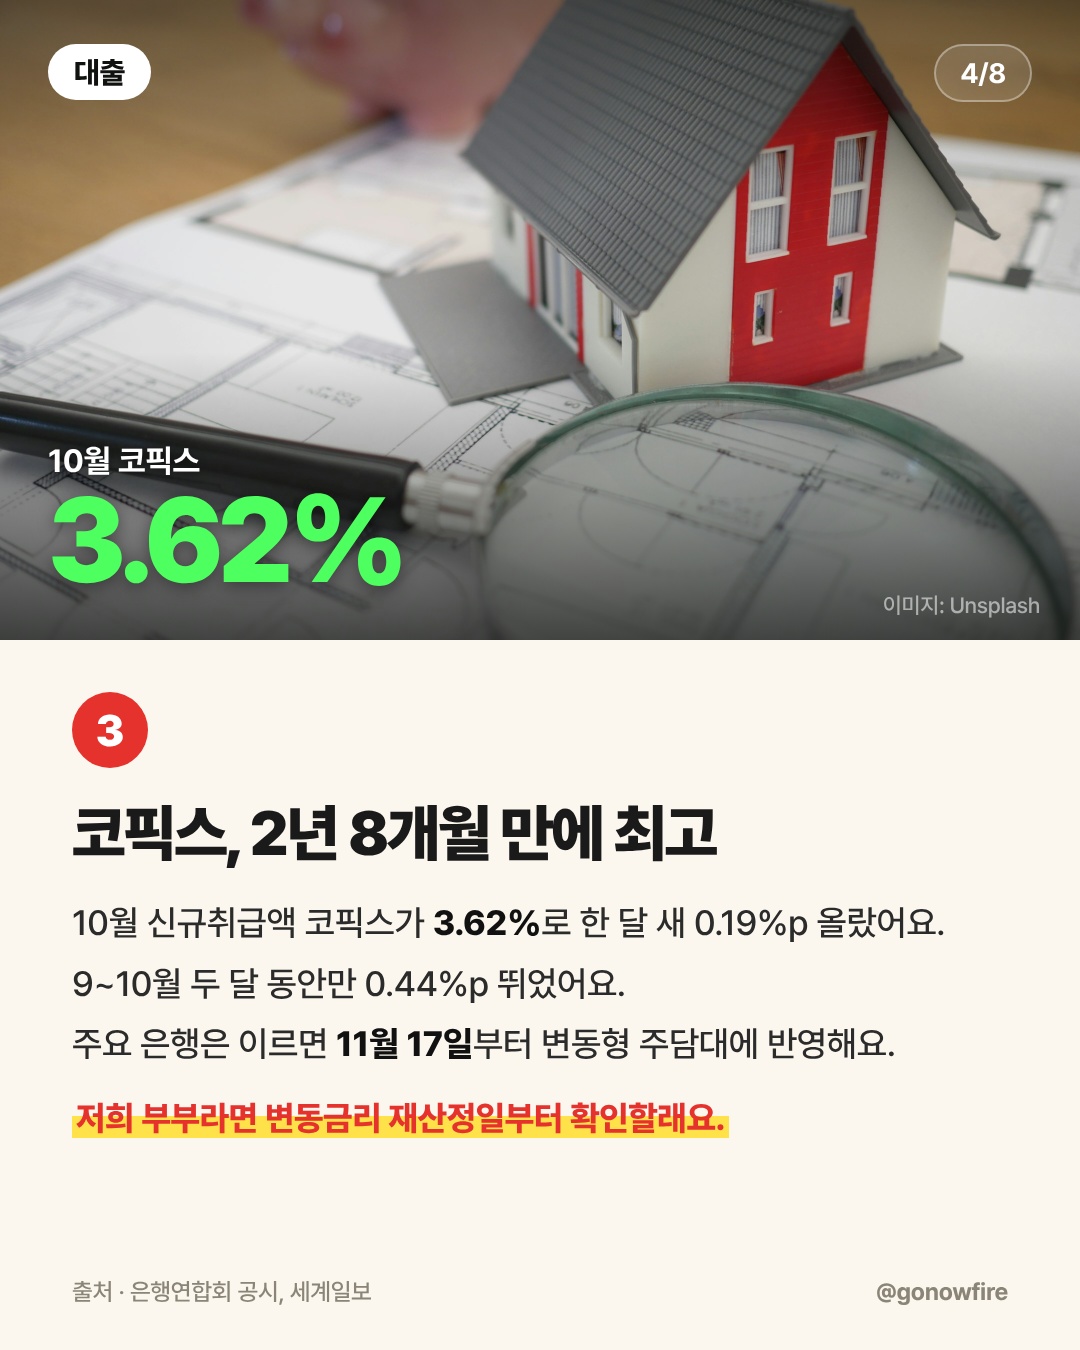 대출
4/8
10월 코픽스
3.62%
이미지: Unsplash
3
코픽스, 2년 8개월 만에 최고
10월 신규취급액 코픽스가 3.62%로 한 달 새 0.19%p 올랐어요.
9~10월 두 달 동안만 0.44%p 뛰었어요.
주요 은행은 이르면 11월 17일부터 변동형 주담대에 반영해요.
저희 부부라면 변동금리 재산정일부터 확인할래요.
출처 · 은행연합회 공시, 세계일보
@gonowfire